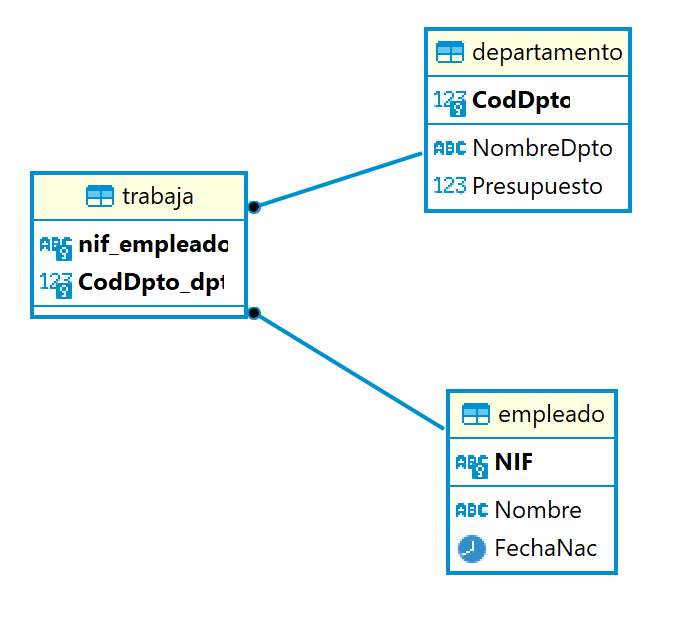 departamento
123 CodDpto
ABC NombreDpto
123 Presupuesto
trabaja
ABC nif_empleado
123 CodDpto_dpt
empleado
ABC NIF
ABC Nombre
FechaNac